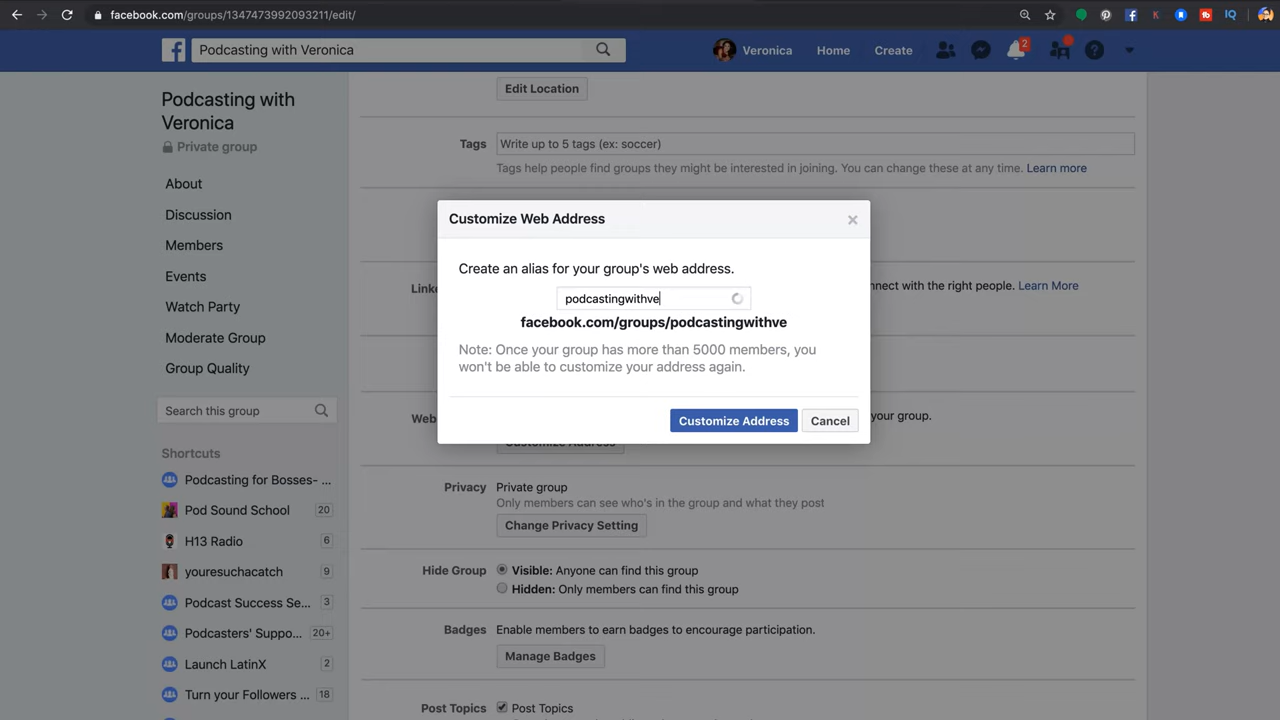 facebook.com/groups/1347473992093211/edit/
Podcasting with Veronica
Veronica
Home
Create
2
Podcasting with
Veronica
Private group
About
Discussion
Members
Events
Watch Party
Moderate Group
Group Quality
Search this group
Shortcuts
Podcasting for Bosses- ...
Pod Sound School 20
H13 Radio 6
youresuchacatch 9
Podcast Success Se... 3
Podcasters' Suppo... 20+
Launch LatinX 2
Turn your Followers ... 18
Edit Location
Tags
Write up to 5 tags (ex: soccer)
Tags help people find groups they might be interested in joining. You can change these at any time. Learn more
Customize Web Address
Create an alias for your group's web address.
podcastingwithve
facebook.com/groups/podcastingwithve
Note: Once your group has more than 5000 members, you
won't be able to customize your address again.
Customize Address
Cancel
Linke
nnect with the right people. Learn More
Web
your group.
Privacy
Private group
Only members can see who's in the group and what they post
Change Privacy Setting
Hide Group
Visible: Anyone can find this group
Hidden: Only members can find this group
Badges
Enable members to earn badges to encourage participation.
Manage Badges
Post Topics
Post Topics